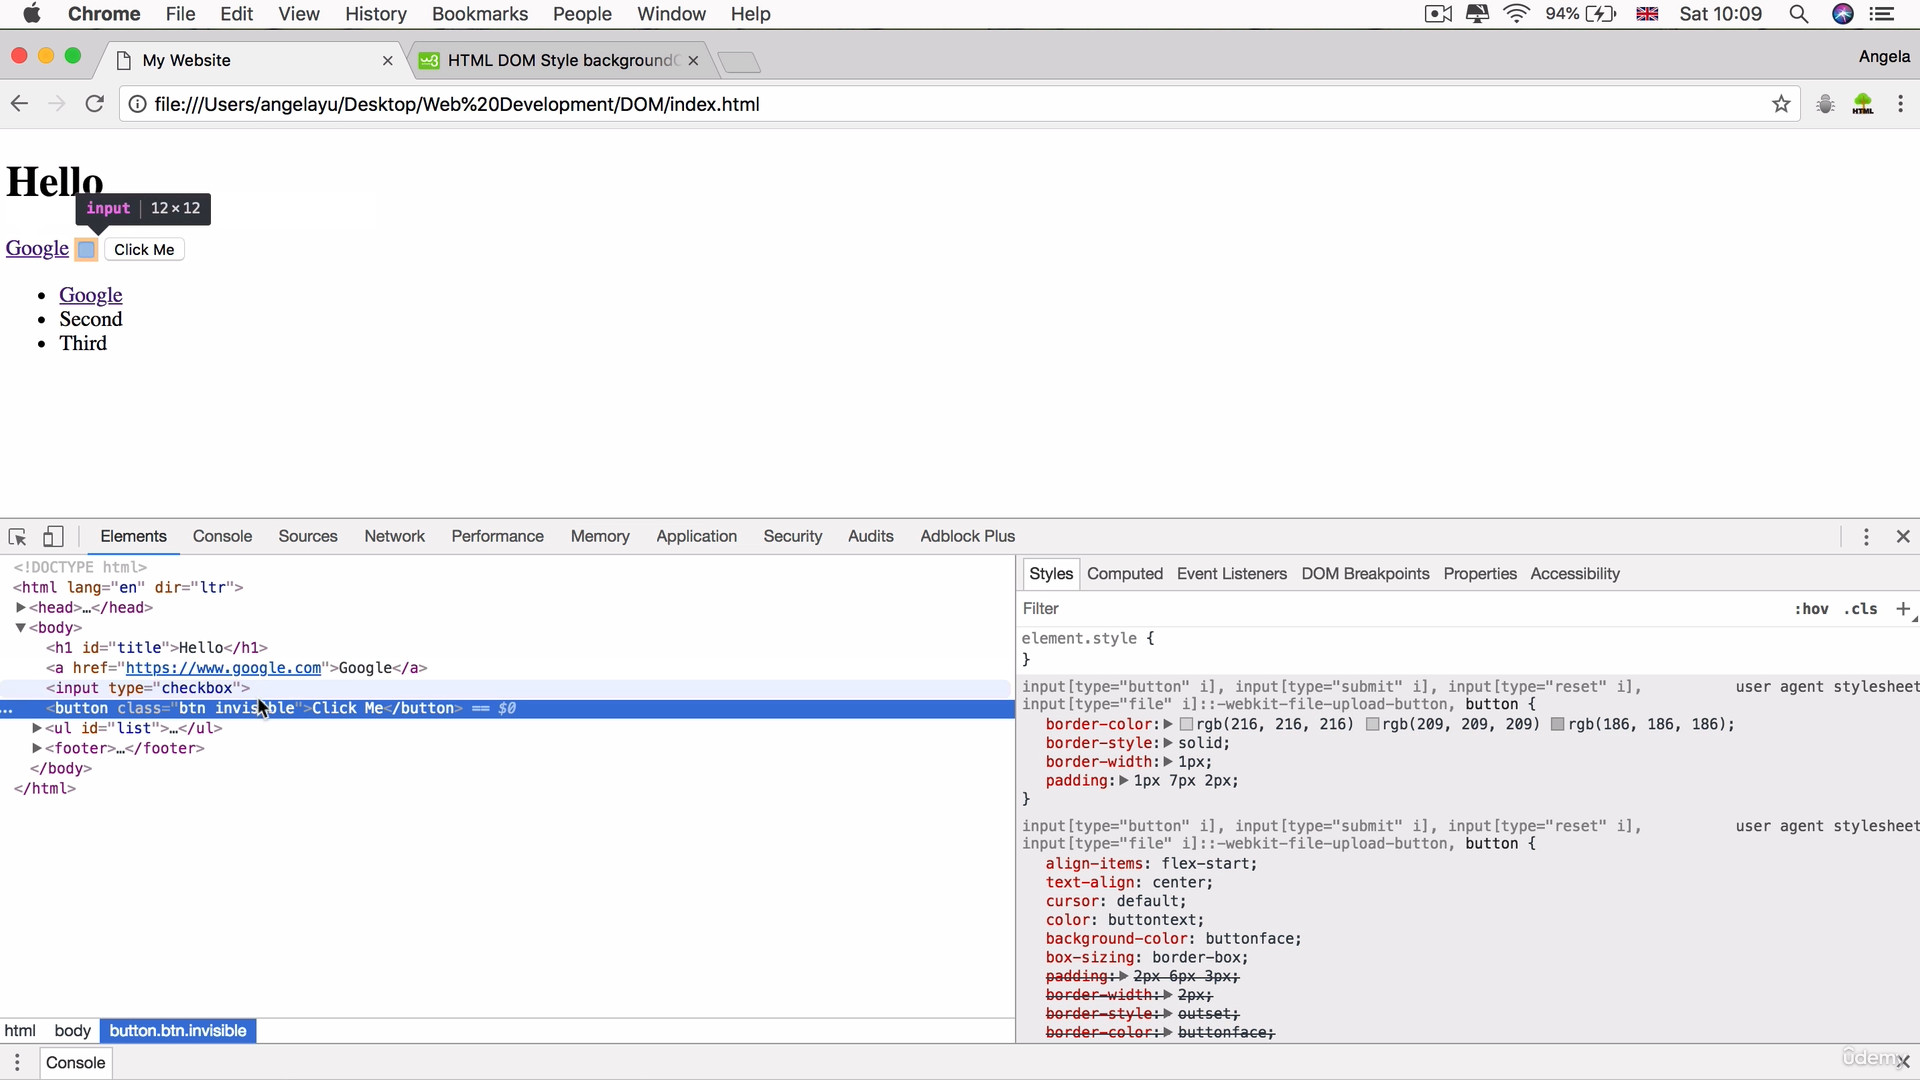 Chrome File Edit View History Bookmarks People Window Help 94% Sat 10:09
My Website HTML DOM Style backgroundC Angela
file:///Users/angelayu/Desktop/Web%20Development/DOM/index.html HTML
Hello
input 12×12
Google Click Me
• Google
• Second
• Third
Elements Console Sources Network Performance Memory Application Security Audits Adblock Plus
<!DOCTYPE html>
<html lang="en" dir="ltr">
<head>…</head>
<body>
<h1 id="title">Hello</h1>
<a href="https://www.google.com">Google</a>
<input type="checkbox">
... <button class="btn invisible">Click Me</button> == $0
<ul id="list">…</ul>
<footer>…</footer>
</body>
</html>
html body button.btn.invisible
Styles Computed Event Listeners DOM Breakpoints Properties Accessibility
Filter :hov .cls +
element.style {
}
input[type="button" i], input[type="submit" i], input[type="reset" i], user agent stylesheet
input[type="file" i]::-webkit-file-upload-button, button {
border-color: rgb(216, 216, 216) rgb(209, 209, 209) rgb(186, 186, 186);
border-style: solid;
border-width: 1px;
padding: 1px 7px 2px;
}
input[type="button" i], input[type="submit" i], input[type="reset" i], user agent stylesheet
input[type="file" i]::-webkit-file-upload-button, button {
align-items: flex-start;
text-align: center;
cursor: default;
color: buttontext;
background-color: buttonface;
box-sizing: border-box;
padding: 2px 6px 3px;
border-width: 2px;
border-style: outset;
border-color: buttonface;
Console
ûdemy